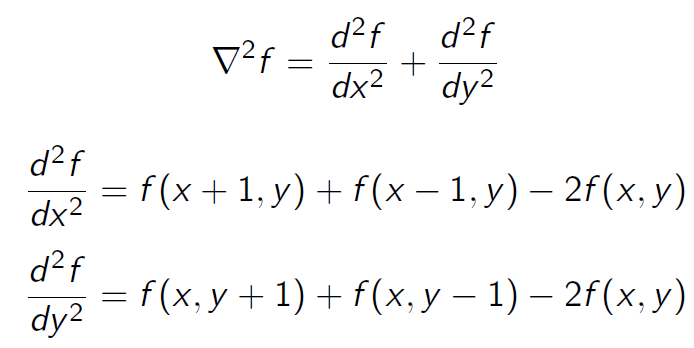 ∇²f = d²f/dx² + d²f/dy²
d²f/dx² = f(x + 1, y) + f(x − 1, y) − 2f(x, y)
d²f/dy² = f(x, y + 1) + f(x, y − 1) − 2f(x, y)